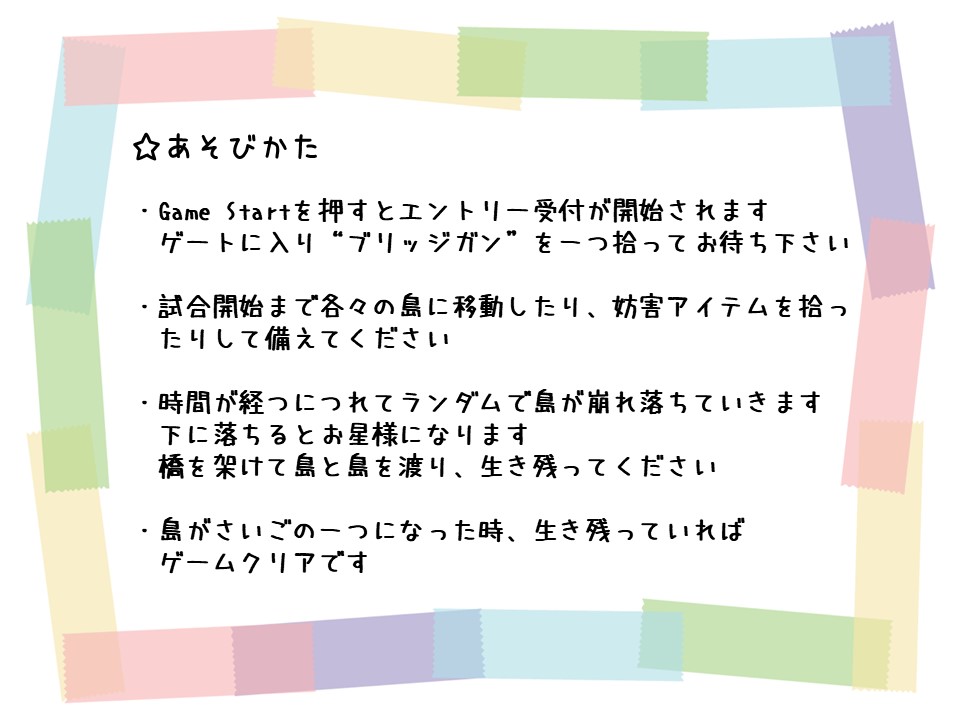 ☆あそびかた
・Game Startを押すとエントリー受付が開始されます
ゲートに入り“ブリッジガン”を一つ拾ってお待ち下さい
・試合開始まで各々の島に移動したり、妨害アイテムを拾っ
たりして備えてください
・時間が経つにつれてランダムで島が崩れ落ちていきます
下に落ちるとお星様になります
橋を架けて島と島を渡り、生き残ってください
・島がさいごの一つになった時、生き残っていれば
ゲームクリアです